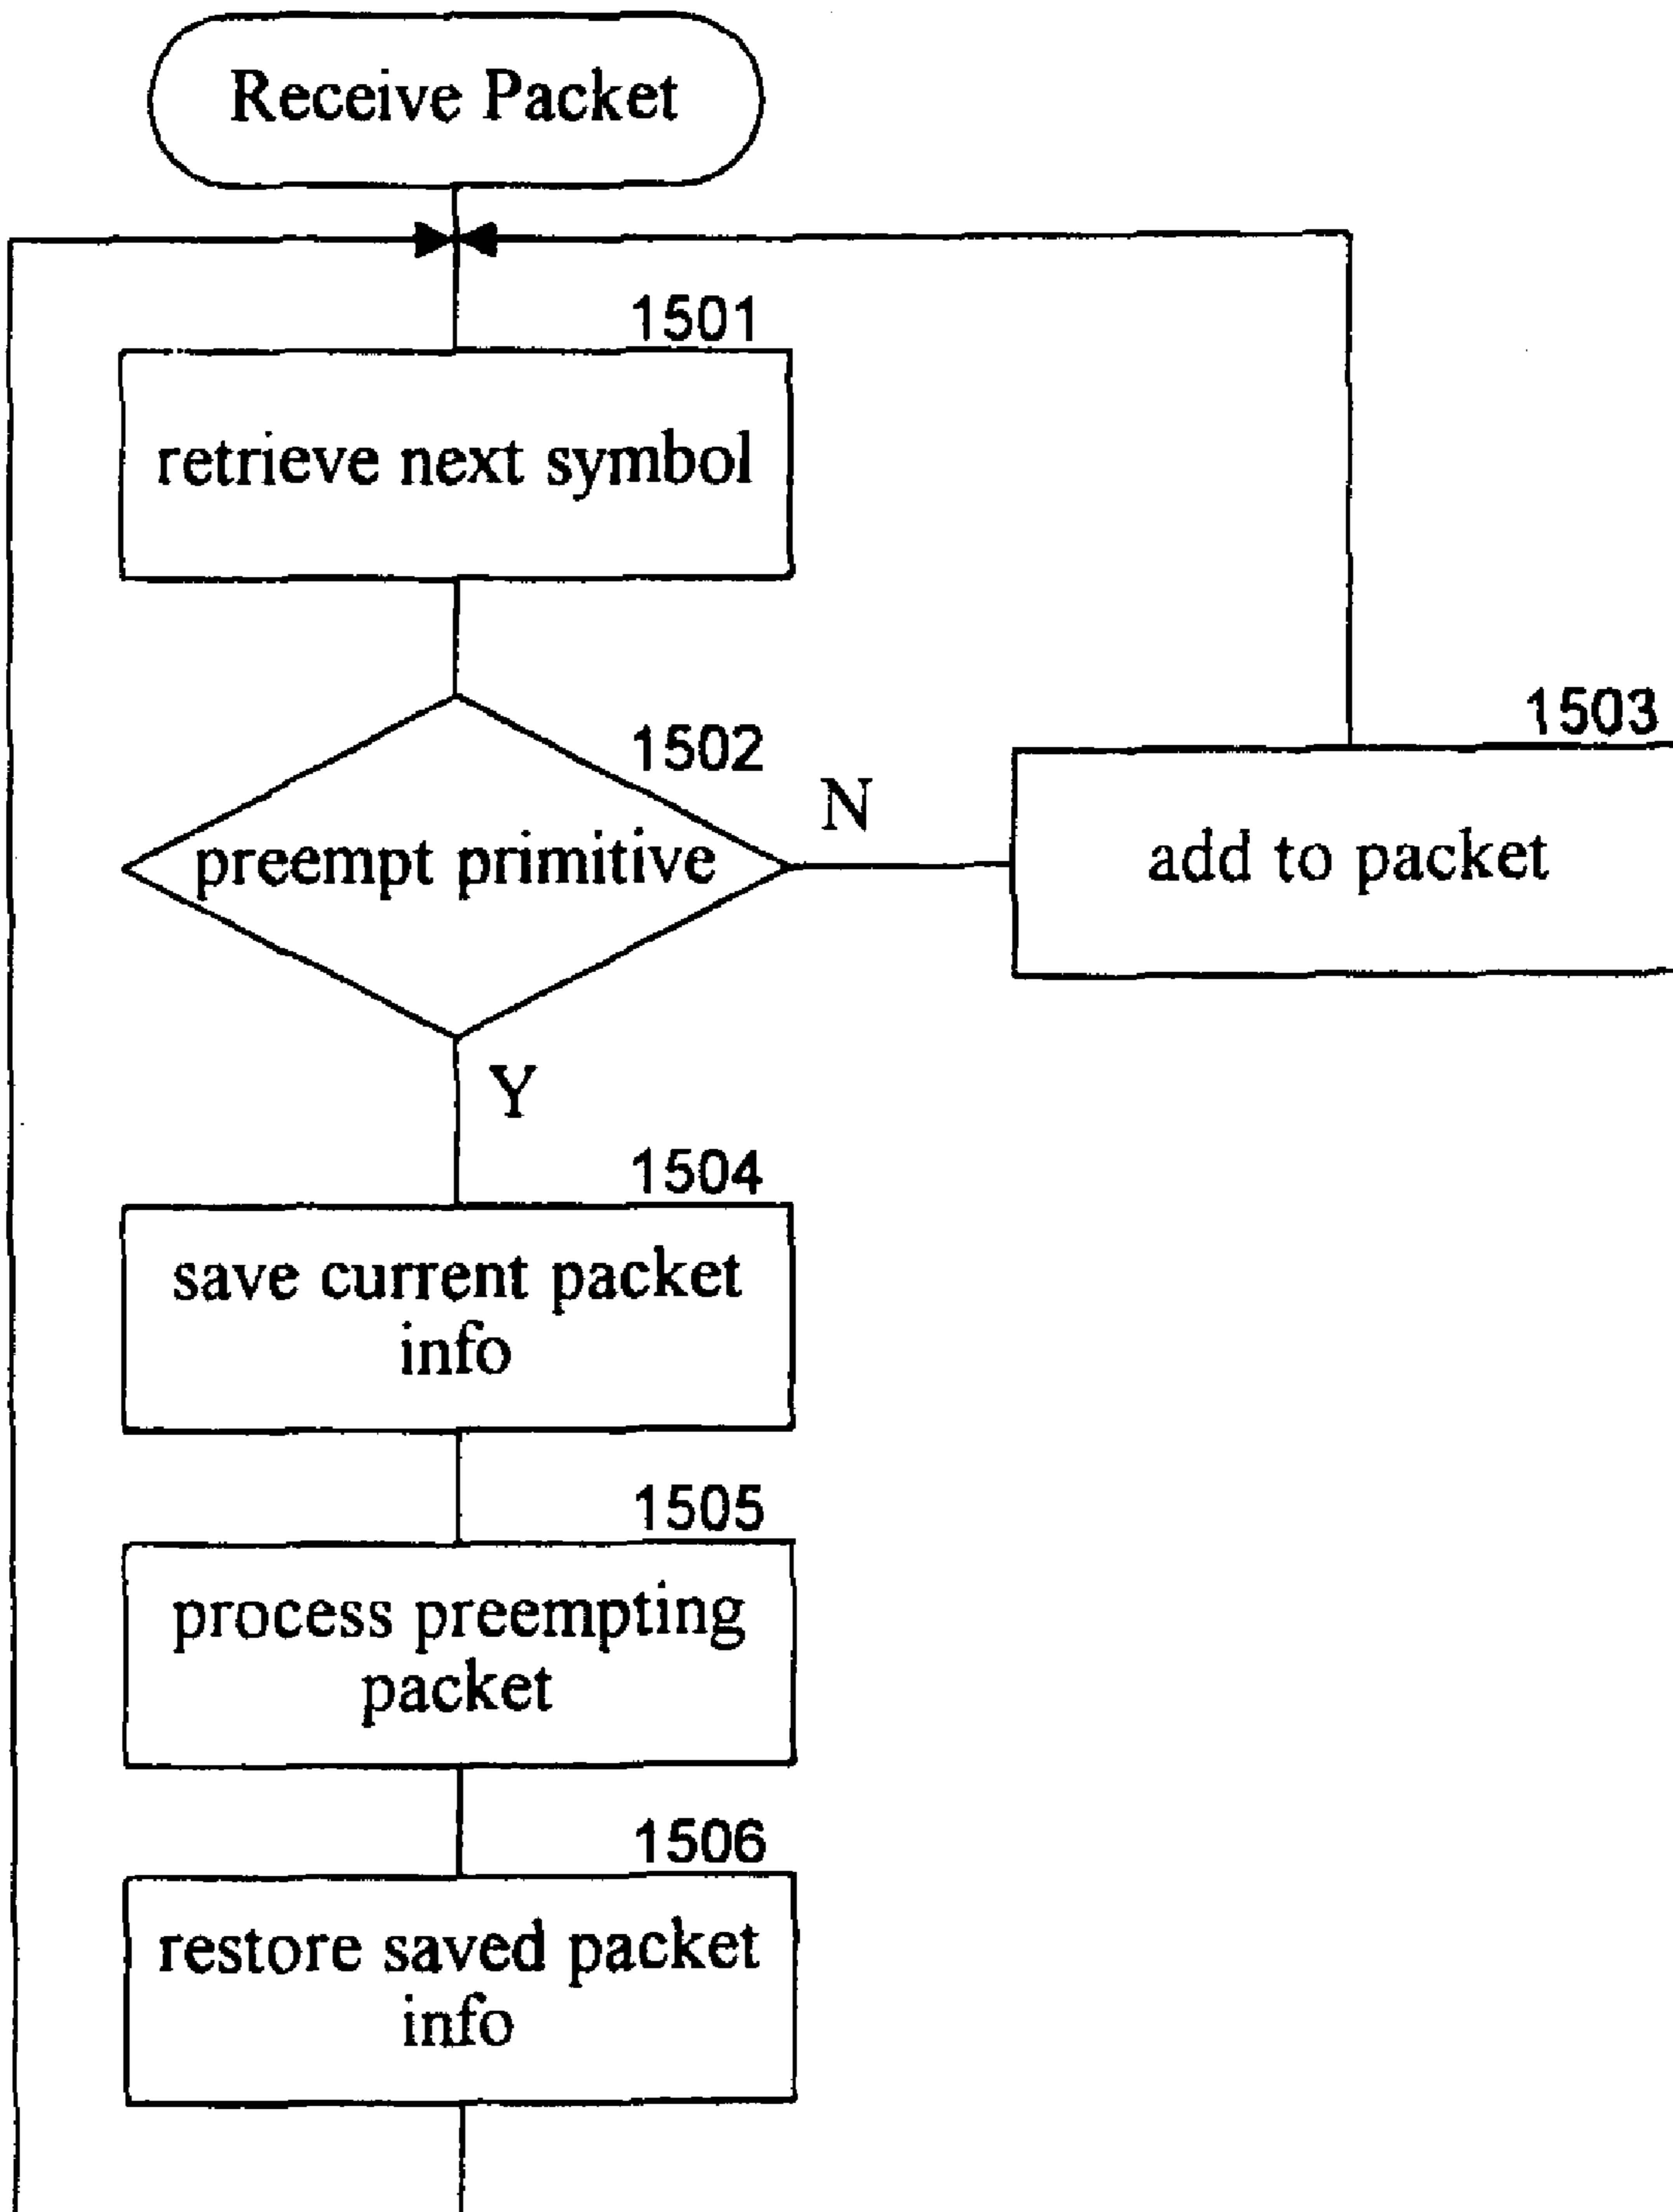 Receive Packet
1501
retrieve next symbol
1502
preempt primitive
N
1503
add to packet
Y
1504
save current packet
info
1505
process preempting
packet
1506
restore saved packet
info